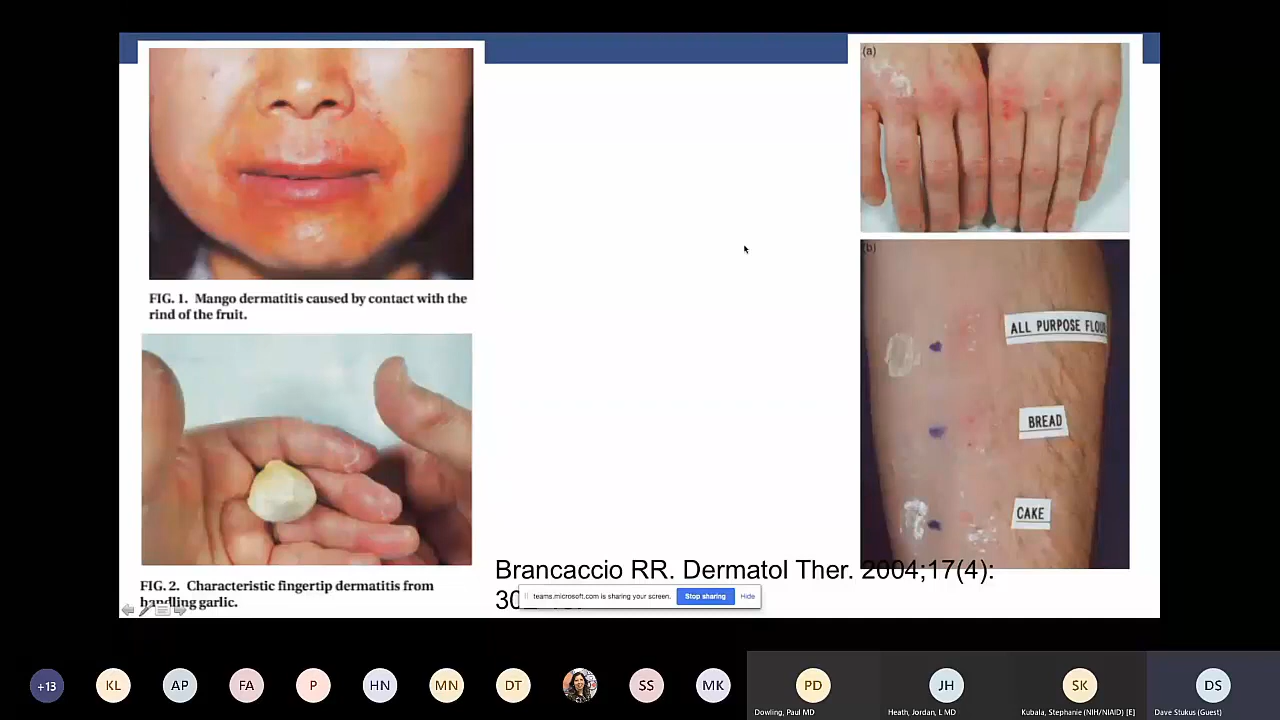 FIG. 1. Mango dermatitis caused by contact with the
rind of the fruit.
FIG. 2. Characteristic fingertip dermatitis from
handling garlic.
(a)
(b)
ALL PURPOSE FLOU
BREAD
CAKE
Brancaccio RR. Dermatol Ther. 2004;17(4):
teams.microsoft.com is sharing your screen.
Stop sharing
Hide
+13
KL
AP
FA
P
HN
MN
DT
SS
MK
PD
JH
SK
DS
Dowling, Paul MD
Heath, Jordan, L MD
Kubala, Stephanie (NIH/NIAID) [E]
Dave Stukus (Guest)